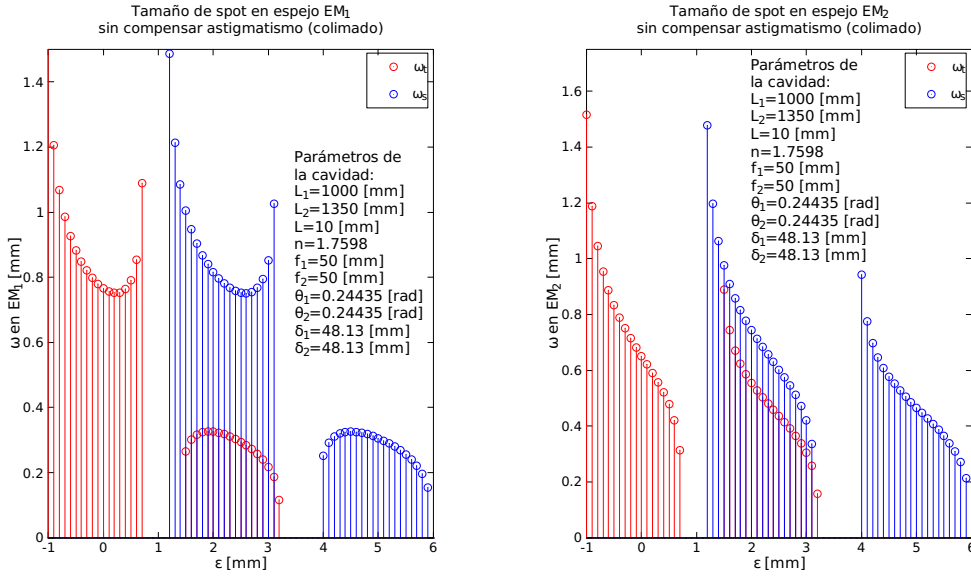 Tamaño de spot en espejo EM₁
sin compensar astigmatismo (colimado)
ω en EM₁ [mm]
1.4
1.2
1
0.8
0.6
0.4
0.2
0
-1
0
1
2
3
4
5
6
ε [mm]
ωₜ
ωₛ
Parámetros de
la cavidad:
L₁=1000 [mm]
L₂=1350 [mm]
L=10 [mm]
n=1.7598
f₁=50 [mm]
f₂=50 [mm]
θ₁=0.24435 [rad]
θ₂=0.24435 [rad]
δ₁=48.13 [mm]
δ₂=48.13 [mm]
Tamaño de spot en espejo EM₂
sin compensar astigmatismo (colimado)
ω en EM₂ [mm]
1.6
1.4
1.2
1
0.8
0.6
0.4
0.2
0
-1
0
1
2
3
4
5
6
ε [mm]
ωₜ
ωₛ
Parámetros de
la cavidad:
L₁=1000 [mm]
L₂=1350 [mm]
L=10 [mm]
n=1.7598
f₁=50 [mm]
f₂=50 [mm]
θ₁=0.24435 [rad]
θ₂=0.24435 [rad]
δ₁=48.13 [mm]
δ₂=48.13 [mm]